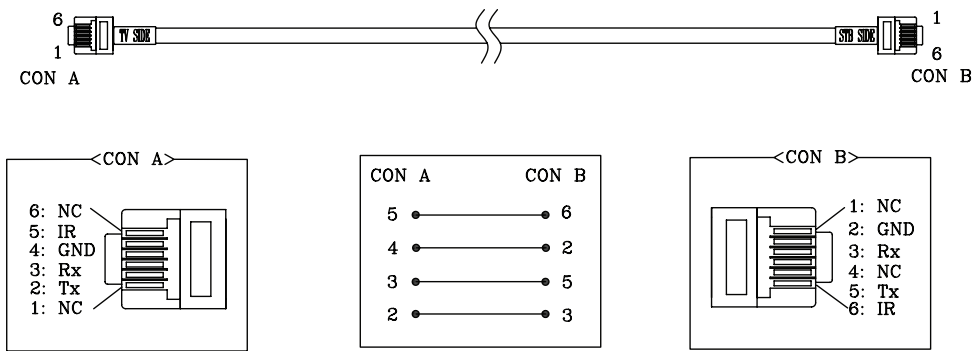 6
1
CON A
TV SIDE
STB SIDE
1
6
CON B
<CON A>
6: NC
5: IR
4: GND
3: Rx
2: Tx
1: NC
CON A CON B
5 6
4 2
3 5
2 3
<CON B>
1: NC
2: GND
3: Rx
4: NC
5: Tx
6: IR